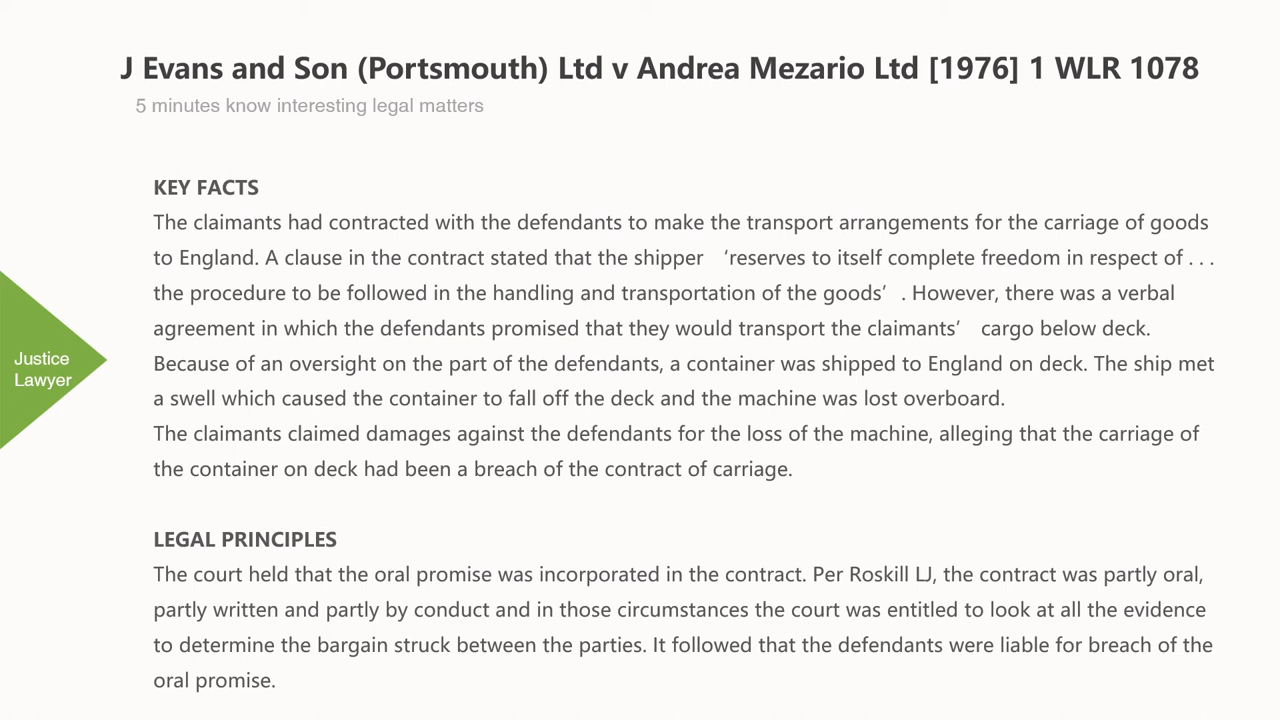 J Evans and Son (Portsmouth) Ltd v Andrea Mezario Ltd [1976] 1 WLR 1078
5 minutes know interesting legal matters
KEY FACTS
The claimants had contracted with the defendants to make the transport arrangements for the carriage of goods
to England. A clause in the contract stated that the shipper ‘reserves to itself complete freedom in respect of . . .
the procedure to be followed in the handling and transportation of the goods’ . However, there was a verbal
agreement in which the defendants promised that they would transport the claimants’ cargo below deck.
Because of an oversight on the part of the defendants, a container was shipped to England on deck. The ship met
a swell which caused the container to fall off the deck and the machine was lost overboard.
The claimants claimed damages against the defendants for the loss of the machine, alleging that the carriage of
the container on deck had been a breach of the contract of carriage.
Justice
Lawyer
LEGAL PRINCIPLES
The court held that the oral promise was incorporated in the contract. Per Roskill LJ, the contract was partly oral,
partly written and partly by conduct and in those circumstances the court was entitled to look at all the evidence
to determine the bargain struck between the parties. It followed that the defendants were liable for breach of the
oral promise.